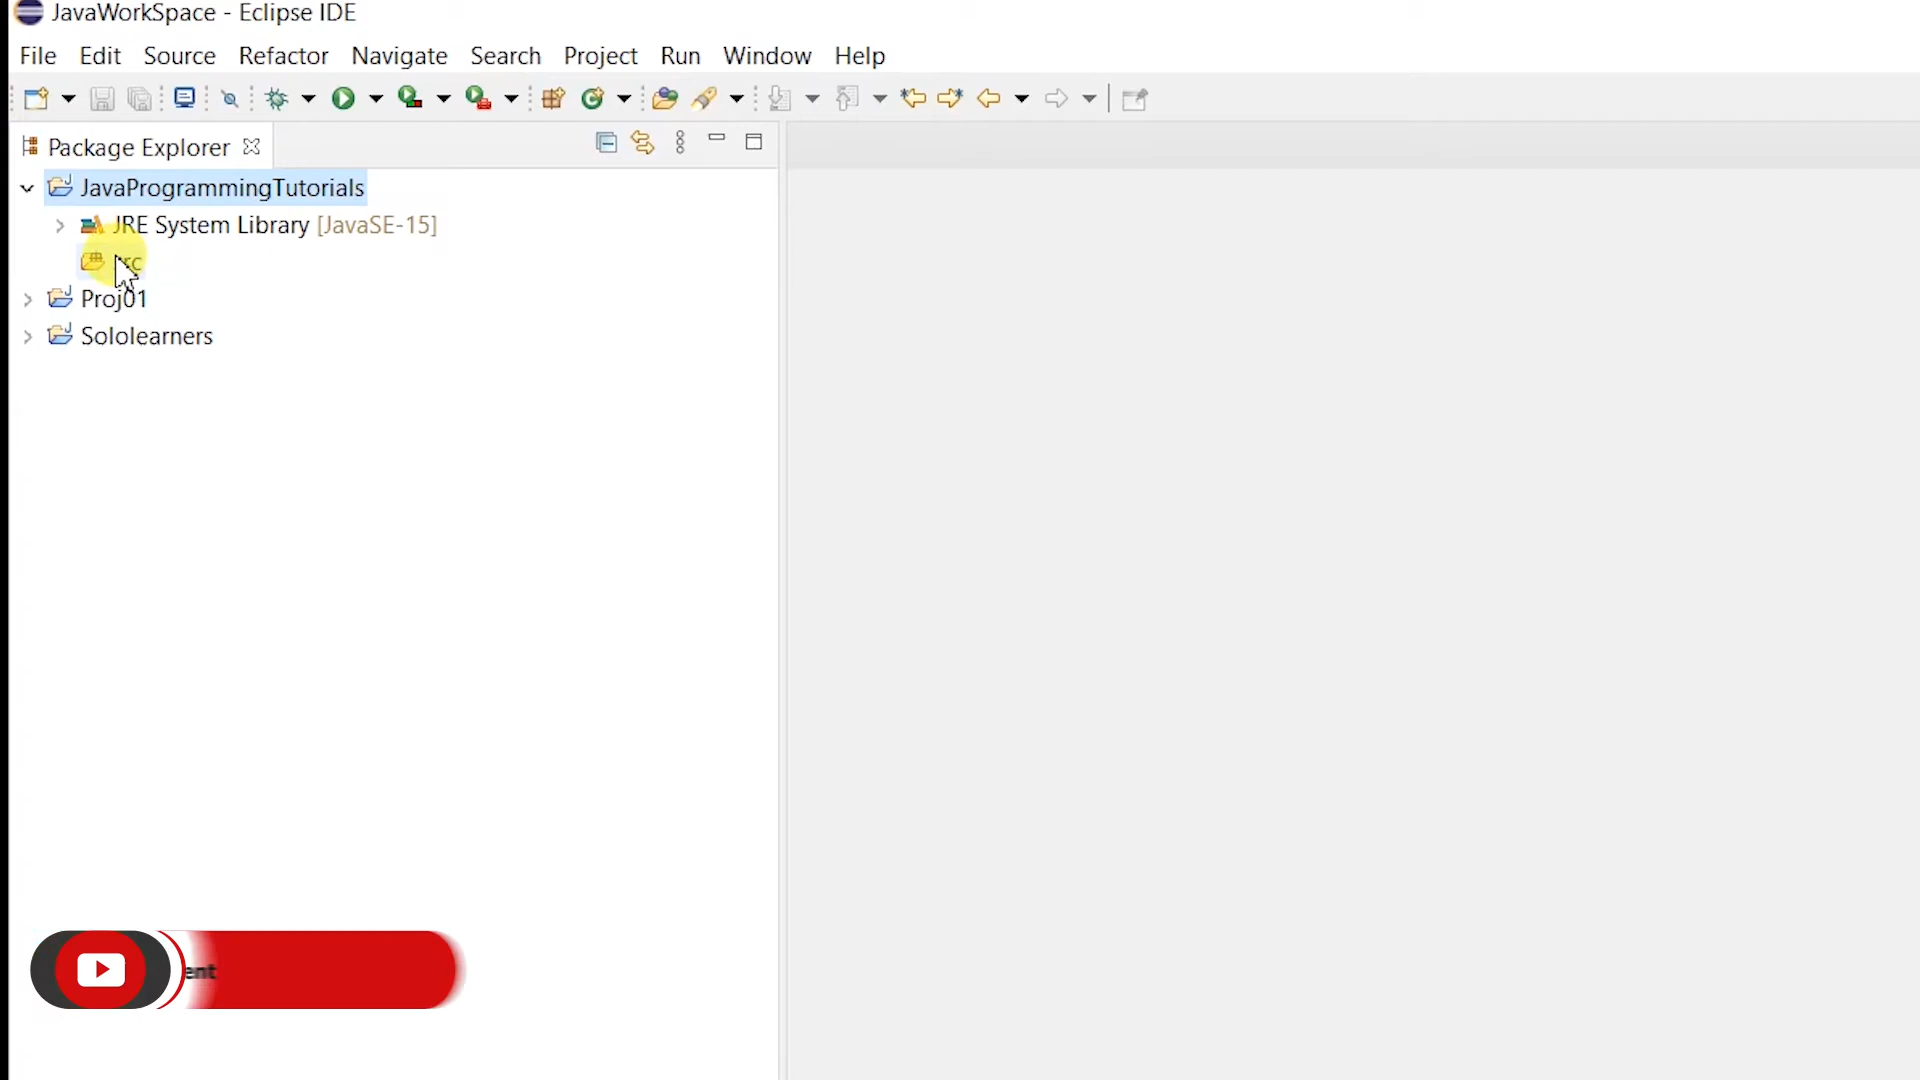 JavaWorkSpace - Eclipse IDE
File Edit Source Refactor Navigate Search Project Run Window Help
Package Explorer
JavaProgrammingTutorials
JRE System Library [JavaSE-15]
Proj01
Sololearners